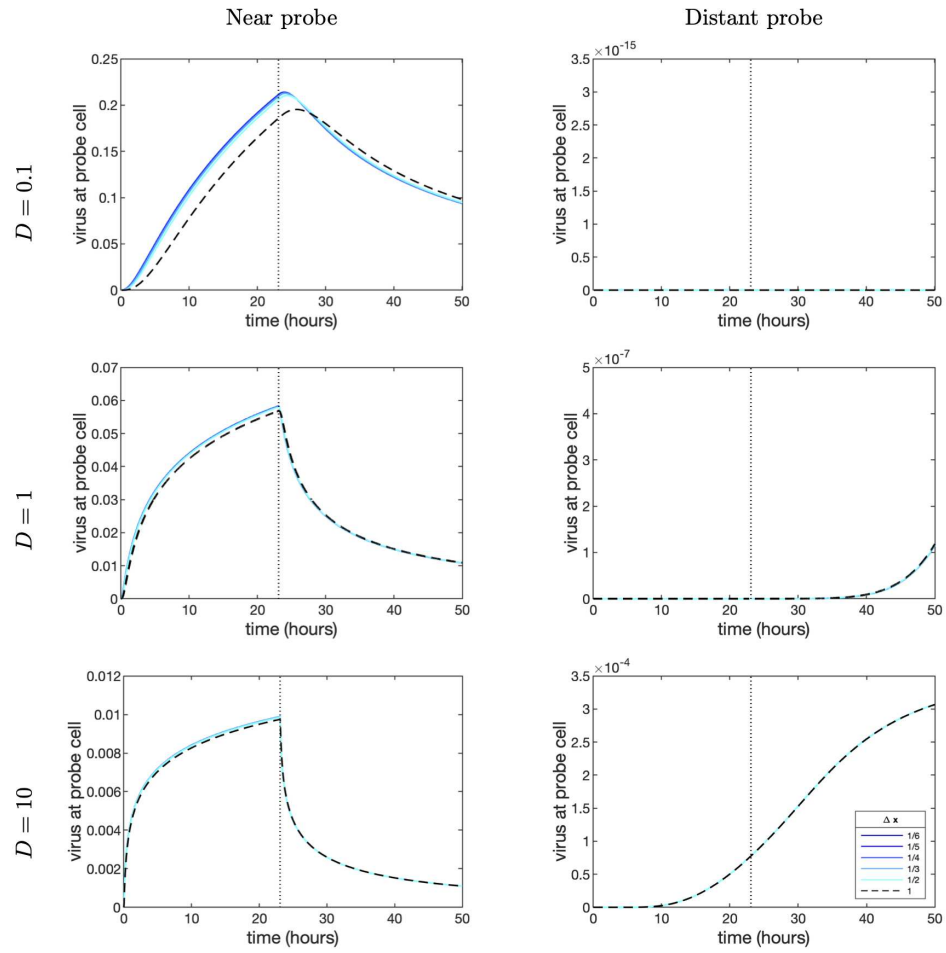 Near probe
Distant probe
D = 0.1
virus at probe cell
0.25
0.2
0.15
0.1
0.05
0
0 10 20 30 40 50
time (hours)
×10⁻¹⁵
virus at probe cell
3.5
3
2.5
2
1.5
1
0.5
0
0 10 20 30 40 50
time (hours)
D = 1
virus at probe cell
0.07
0.06
0.05
0.04
0.03
0.02
0.01
0
0 10 20 30 40 50
time (hours)
×10⁻⁷
virus at probe cell
5
4
3
2
1
0
0 10 20 30 40 50
time (hours)
D = 10
virus at probe cell
0.012
0.01
0.008
0.006
0.004
0.002
0
0 10 20 30 40 50
time (hours)
×10⁻⁴
virus at probe cell
3.5
3
2.5
2
1.5
1
0.5
0
0 10 20 30 40 50
time (hours)
Δ x
1/6
1/5
1/4
1/3
1/2
1